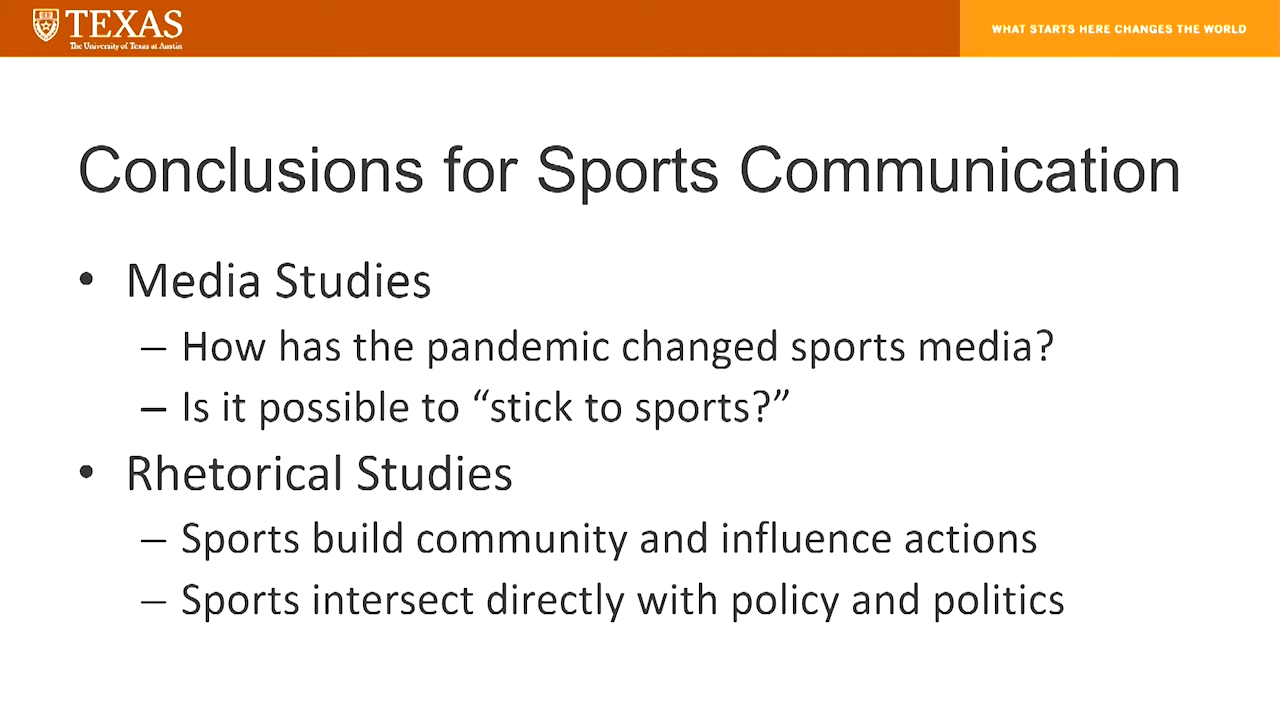 TEXAS
The University of Texas at Austin
WHAT STARTS HERE CHANGES THE WORLD
Conclusions for Sports Communication
• Media Studies
– How has the pandemic changed sports media?
– Is it possible to “stick to sports?”
• Rhetorical Studies
– Sports build community and influence actions
– Sports intersect directly with policy and politics